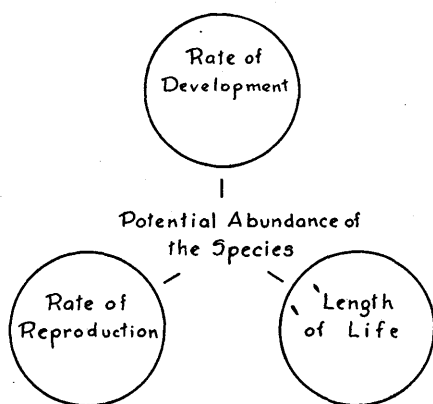 Rate of
Development
Potential Abundance of
the Species
Rate of
Reproduction
Length
of Life